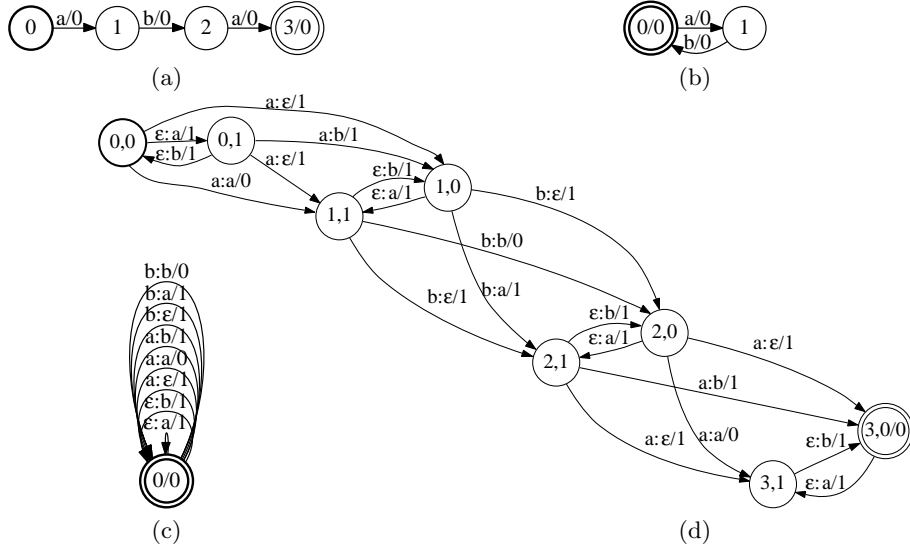 0 a/0 1 b/0 2 a/0 3/0
(a)
0/0 a/0 1
b/0
(b)
a:ε/1
0,0 ε:a/1 0,1 a:b/1
ε:b/1
a:ε/1
a:a/0
ε:b/1 1,0
ε:a/1
1,1
b:ε/1
b:b/0
b:ε/1
b:a/1
ε:b/1 2,0
ε:a/1
2,1
a:ε/1
a:b/1
a:ε/1
a:a/0
3,0/0
ε:b/1
ε:a/1
3,1
(d)
b:b/0
b:a/1
b:ε/1
a:b/1
a:a/0
a:ε/1
ε:b/1
ε:a/1
0/0
(c)